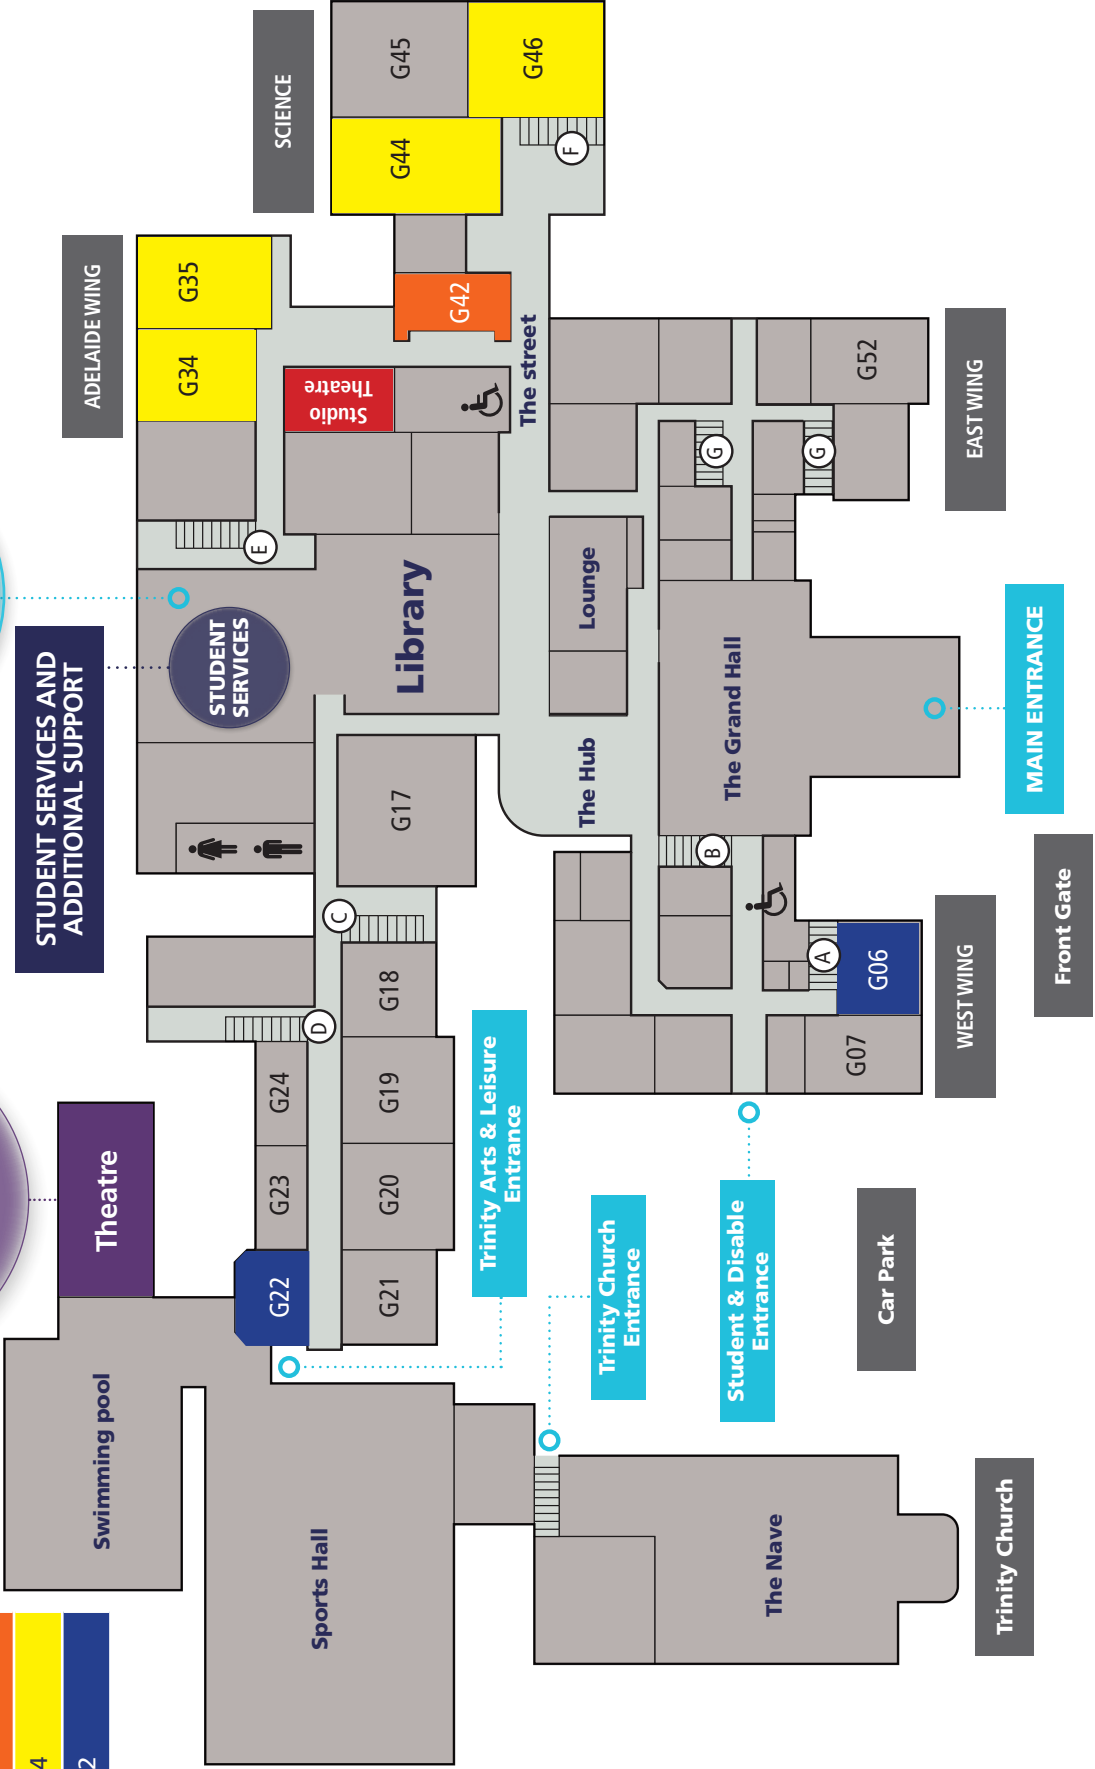 SCIENCE
G45
G46
G44
F
ADELAIDE WING
G35
G34
G42
The street
Studio
Theatre
G52
EAST WING
G
G
E
STUDENT SERVICES AND
ADDITIONAL SUPPORT
STUDENT
SERVICES
Library
Lounge
The Grand Hall
MAIN ENTRANCE
The Hub
G17
B
C
Front Gate
WEST WING
A
G06
G07
G18
D
G24
G19
G23
G20
G22
G21
Trinity Arts & Leisure
Entrance
Trinity Church
Entrance
Student & Disable
Entrance
Car Park
Theatre
Swimming pool
Sports Hall
The Nave
Trinity Church
4
2